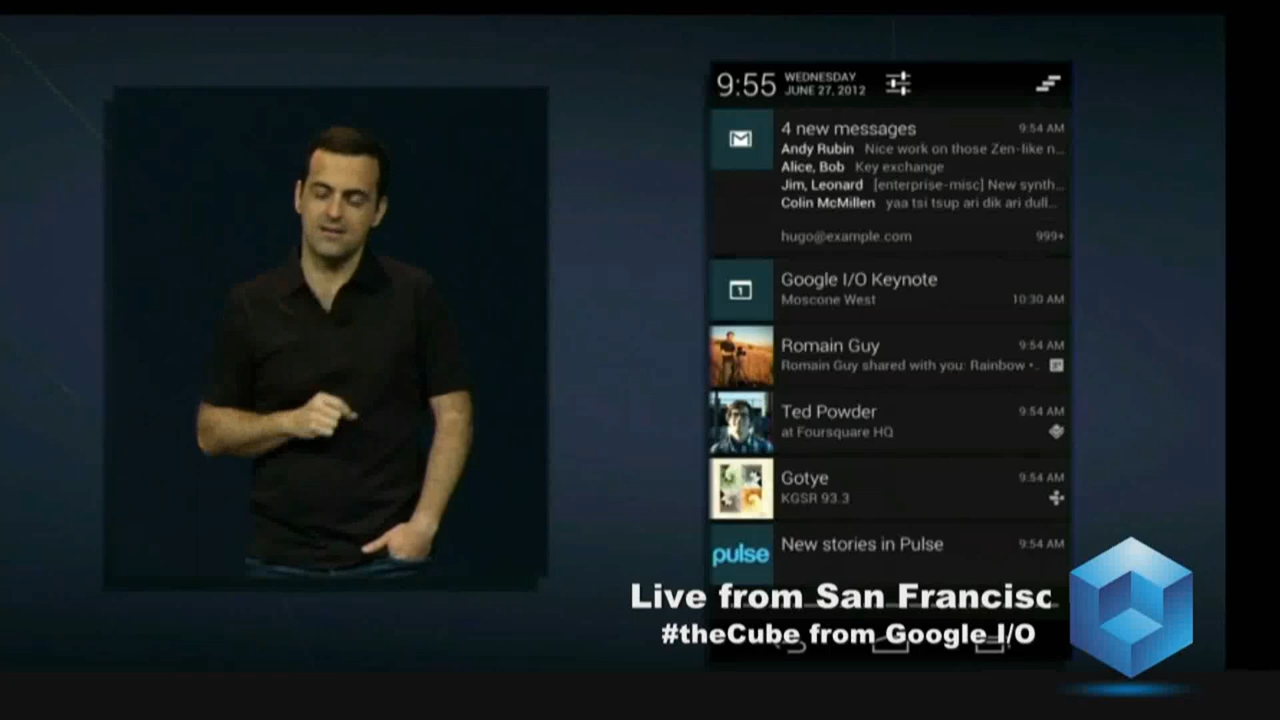 9:55
WEDNESDAY
JUNE 27, 2012
4 new messages 9:54 AM
Andy Rubin Nice work on those Zen-like n...
Alice, Bob Key exchange
Jim, Leonard [enterprise-misc] New synth...
Colin McMillen yaa tsi tsup ari dik ari dull...
hugo@example.com 999+
1
Google I/O Keynote
Moscone West 10:30 AM
Romain Guy 9:54 AM
Romain Guy shared with you: Rainbow •..
Ted Powder 9:54 AM
at Foursquare HQ
Gotye 9:54 AM
KGSR 93.3
pulse
New stories in Pulse 9:54 AM
Live from San Francisc
#theCube from Google I/O